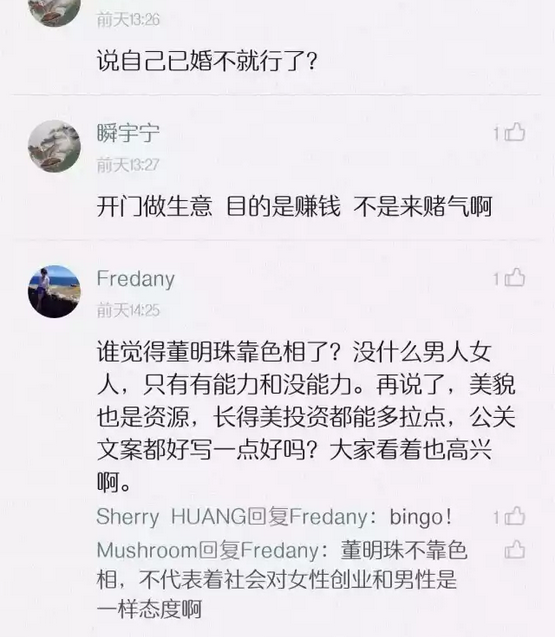 前天13:26
说自己已婚不就行了?
瞬宇宁
1
前天13:27
开门做生意 目的是赚钱 不是来赌气啊
Fredany
1
前天14:25
谁觉得董明珠靠色相了?没什么男人女
人,只有有能力和没能力。再说了,美貌
也是资源,长得美投资都能多拉点,公关
文案都好写一点好吗?大家看着也高兴
啊。
Sherry HUANG回复Fredany:bingo!
1
Mushroom回复Fredany:董明珠不靠色
相,不代表着社会对女性创业和男性是
一样态度啊